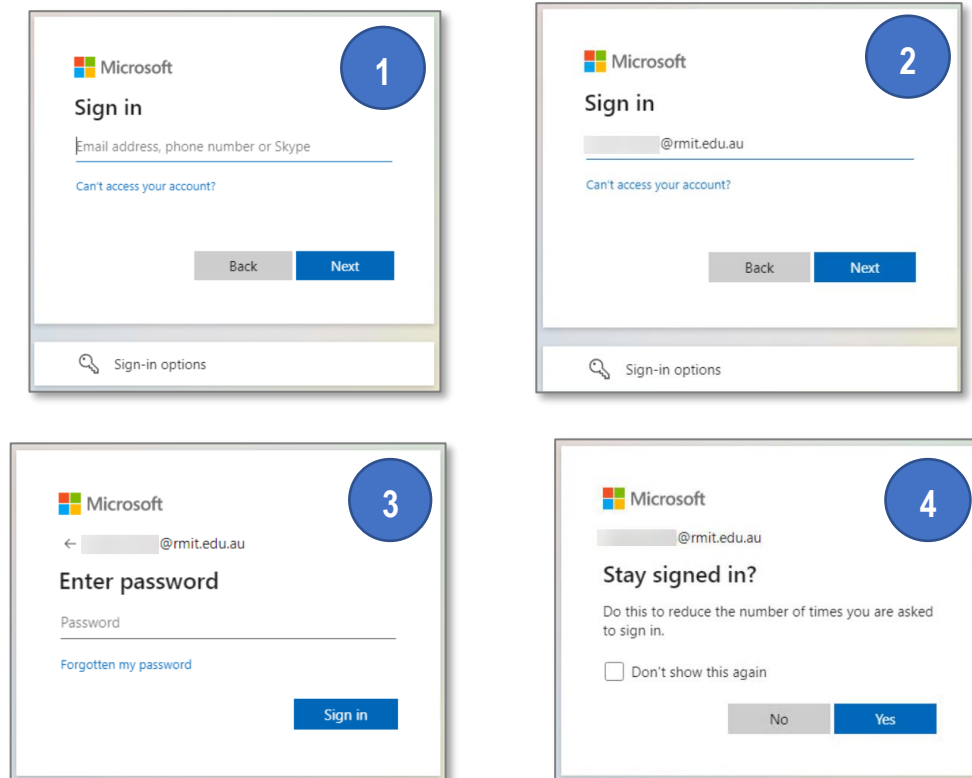 Microsoft
1
Sign in
Email address, phone number or Skype
Can't access your account?
Back
Next
Sign-in options
Microsoft
2
Sign in
@rmit.edu.au
Can't access your account?
Back
Next
Sign-in options
Microsoft
3
@rmit.edu.au
Enter password
Password
Forgotten my password
Sign in
Microsoft
4
@rmit.edu.au
Stay signed in?
Do this to reduce the number of times you are asked
to sign in.
Don't show this again
No
Yes